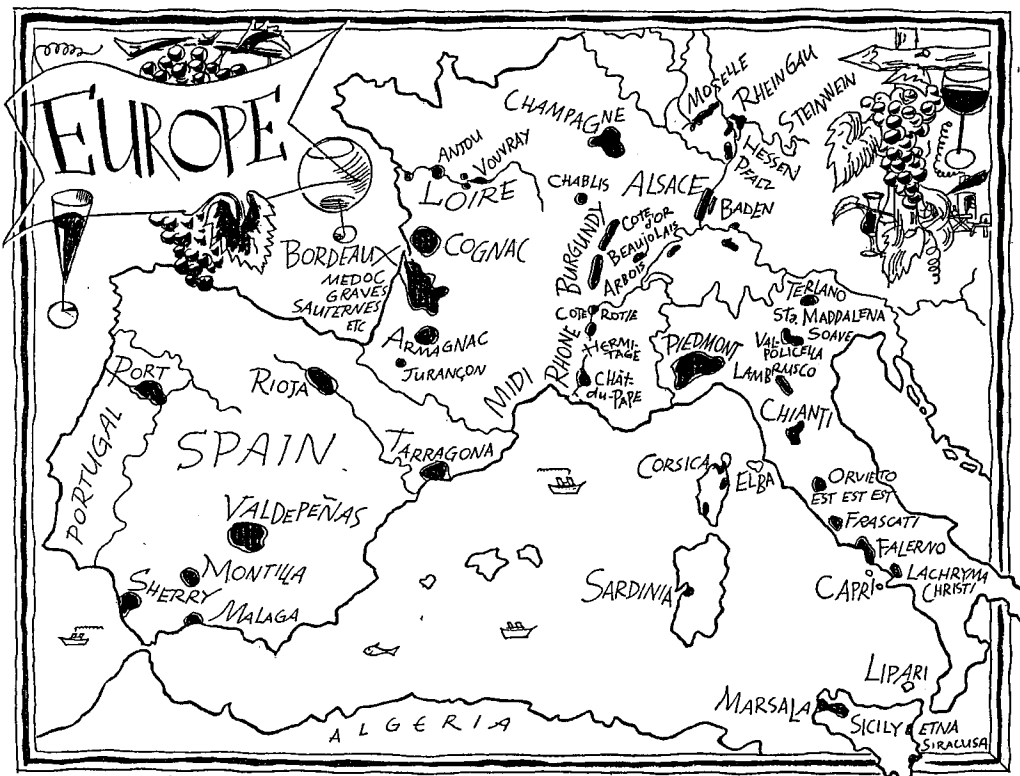 EUROPE
CHAMPAGNE
MOSELLE
RHEINGAU
STEINWEIN
HESSEN
PFALZ
ANJOU
VOUVRAY
LOIRE
CHABLIS
ALSACE
BADEN
BURGUNDY
COTE
D'OR
BEAUJOLAIS
ARBOIS
BORDEAUX
MEDOC
GRAVES
SAUTERNES
ETC
COGNAC
ARMAGNAC
JURANÇON
MIDI
RHONE
COTE ROTIE
HERMI-
TAGE
CHÂT-
du-PAPE
PIEDMONT
TERLANO
Sta. MADDALENA
SOAVE
VAL-
POLICELLA
LAMBRUSCO
CHIANTI
PORT
PORTUGAL
RIOJA
SPAIN
TARRAGONA
VALDEPEÑAS
MONTILLA
SHERRY
MALAGA
CORSICA
ELBA
ORVIETO
EST EST EST
FRASCATI
FALERNO
CAPRI
LACHRYMA
CHRISTI
SARDINIA
LIPARI
MARSALA
SICILY
ETNA
SIRACUSA
ALGERIA